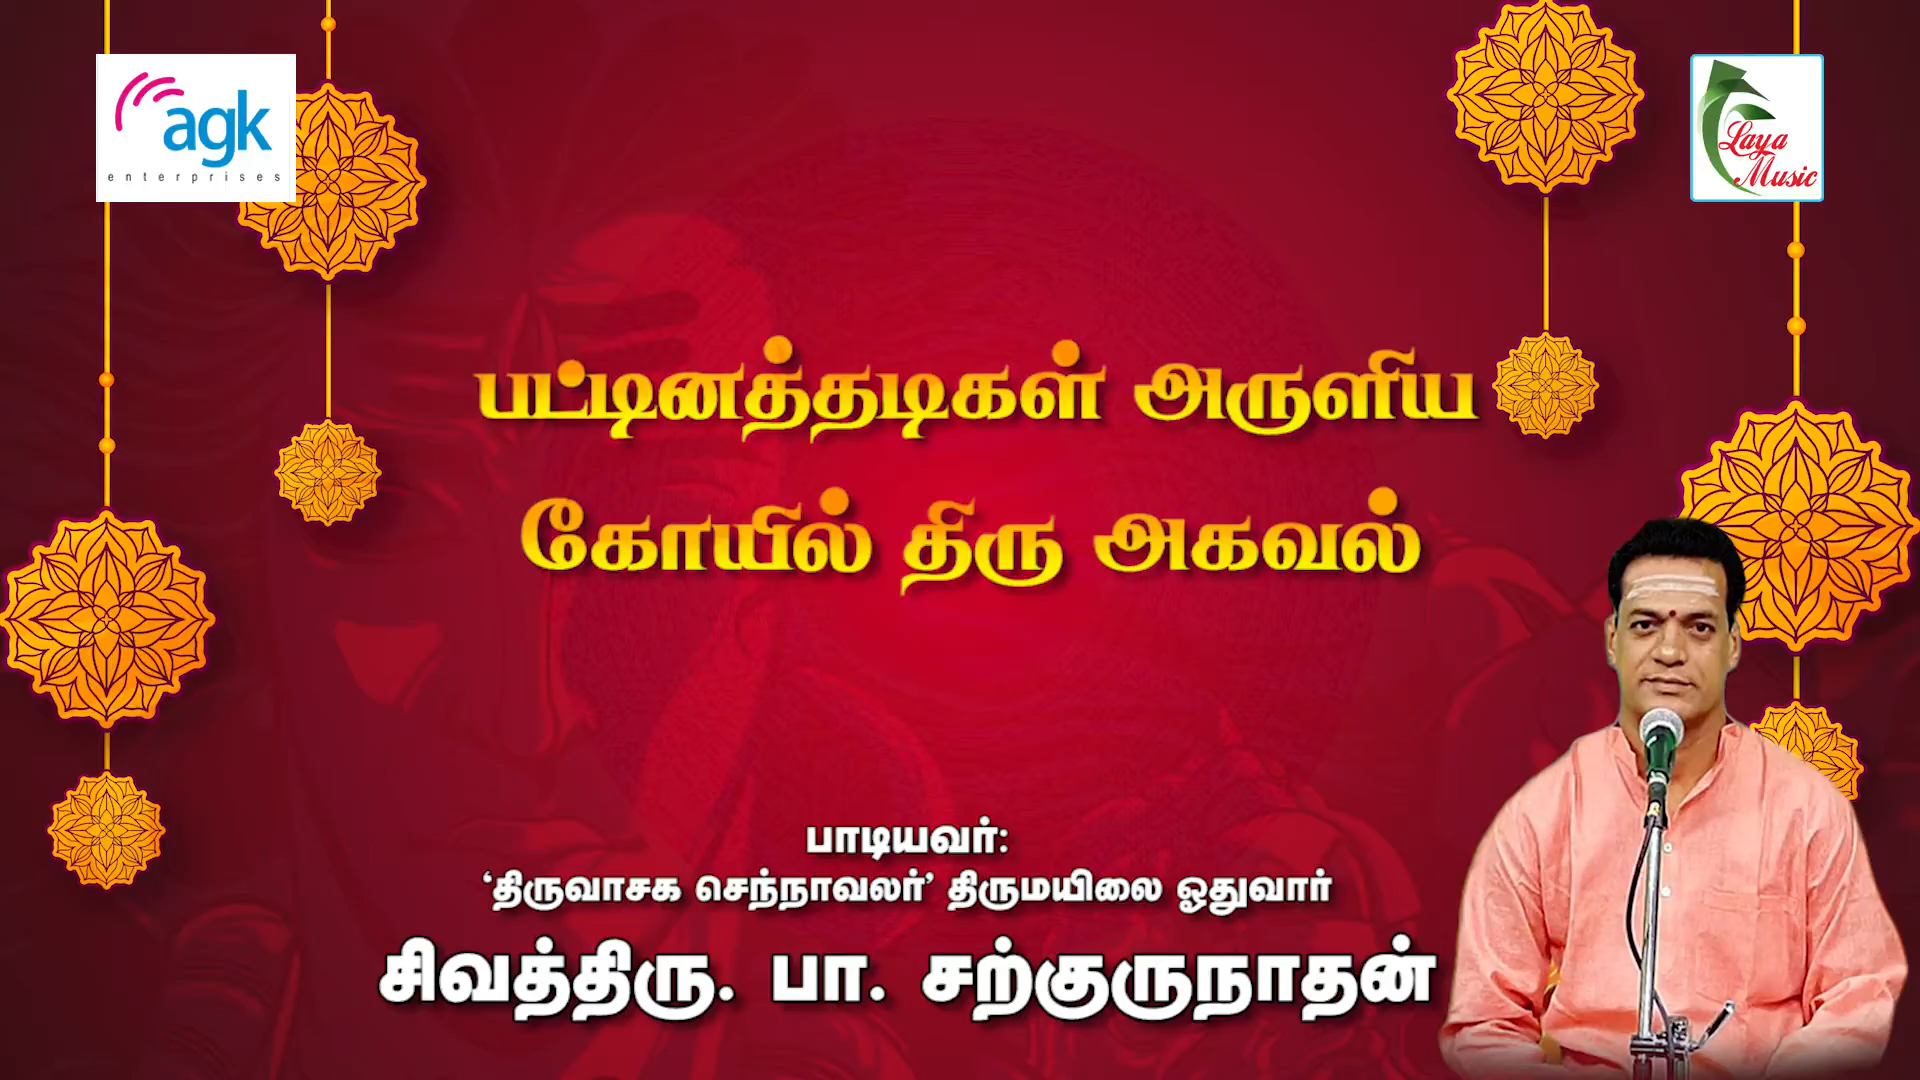 agk
enterprises
Laya
Music
பட்டினத்தடிகள் அருளிய
கோயில் திரு அகவல்
பாடியவர்:
‘திருவாசக செந்நாவலர்’ திருமயிலை ஓதுவார்
சிவத்திரு. பா. சற்குருநாதன்